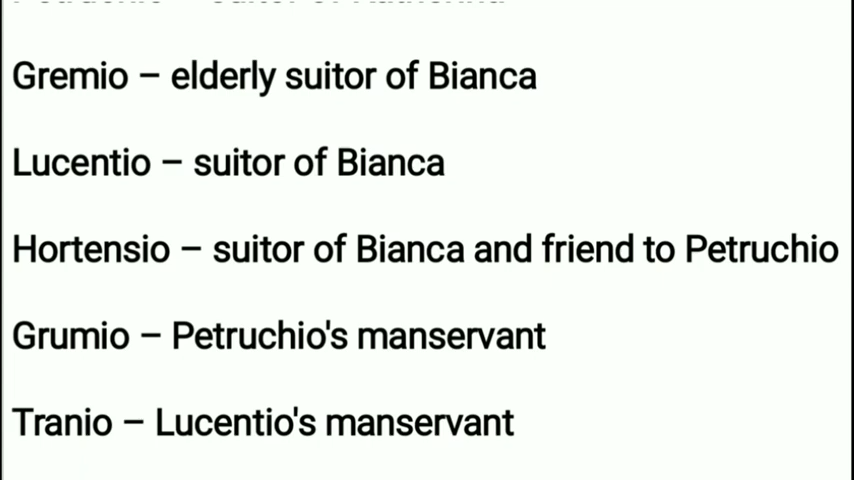 Gremio – elderly suitor of Bianca
Lucentio – suitor of Bianca
Hortensio – suitor of Bianca and friend to Petruchio
Grumio – Petruchio's manservant
Tranio – Lucentio's manservant